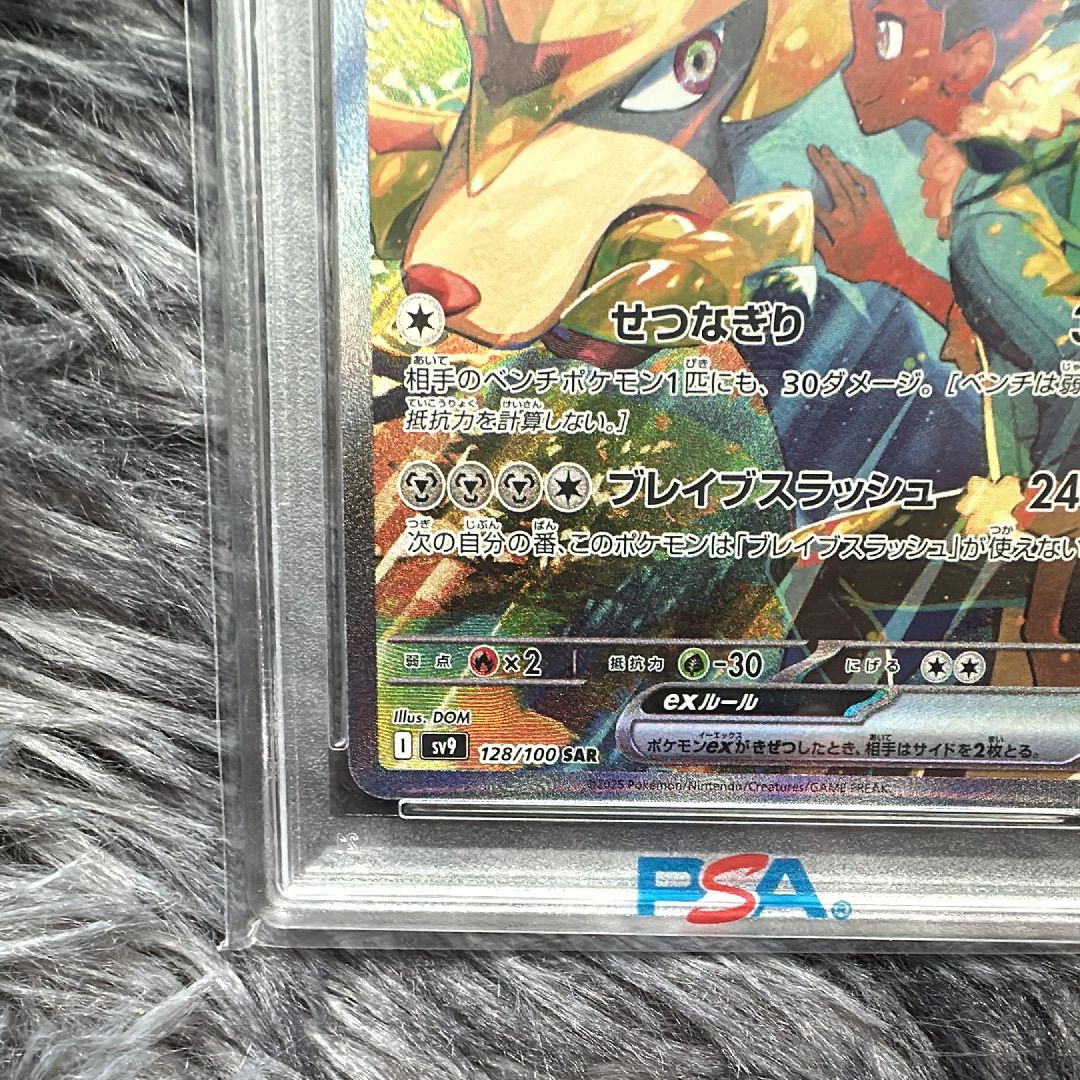 せつなぎり 3
相手のベンチポケモン1匹にも、30ダメージ。[ベンチは弱
抵抗力を計算しない。]
ブレイブスラッシュ 24
次の自分の番、このポケモンは「ブレイブスラッシュ」が使えない
弱点 ×2 抵抗力 -30 にげる
exルール
ポケモンexがきぜつしたとき、相手はサイドを2枚とる。
Illus. DOM
I sv9 128/100 SAR
©2025 Pokémon/Nintendo/Creatures/GAME FREAK
PSA®